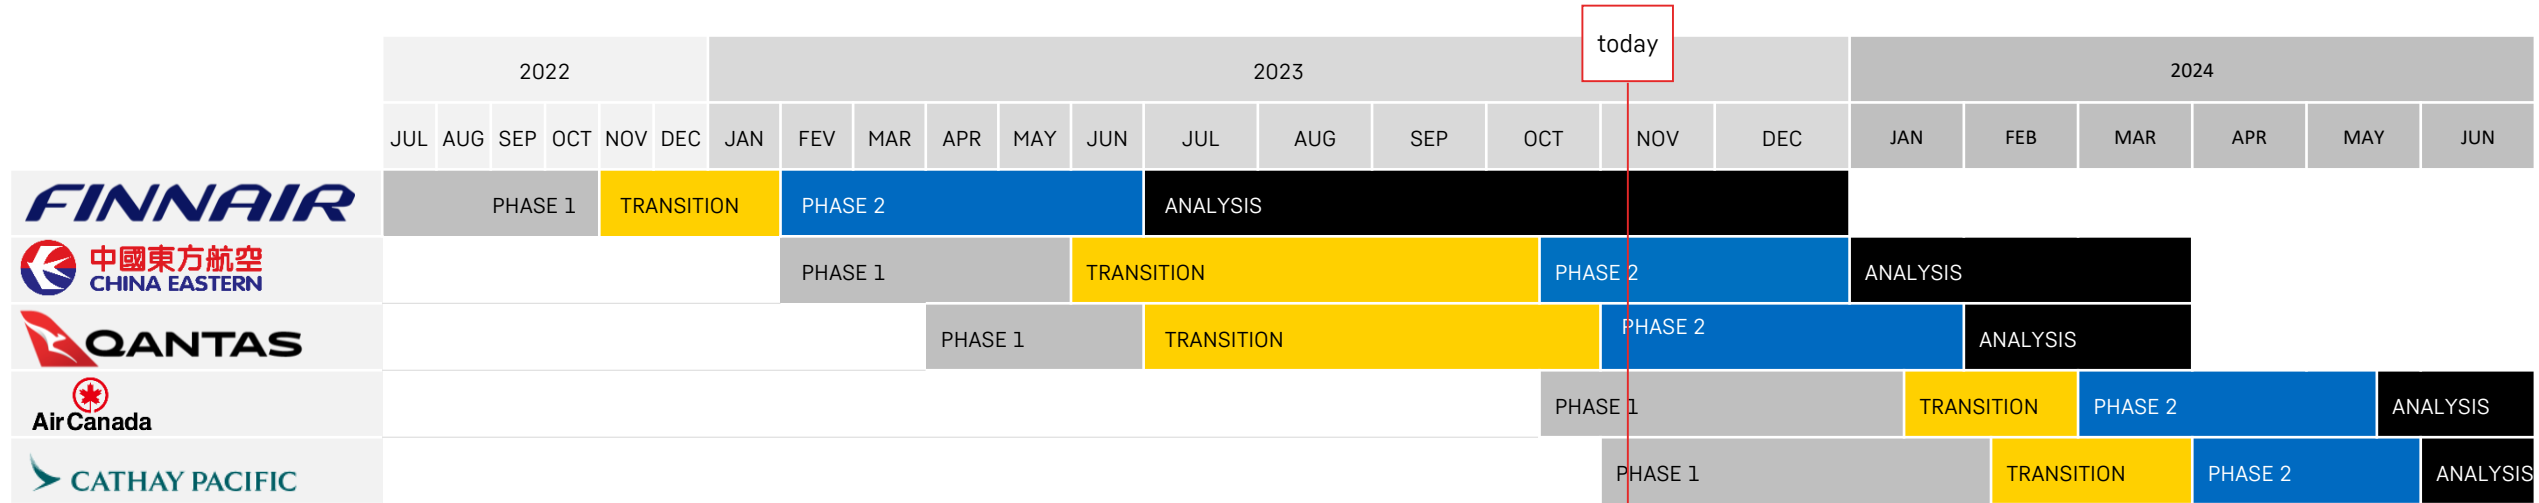 today
2022 2023 2024
JUL AUG SEP OCT NOV DEC JAN FEV MAR APR MAY JUN JUL AUG SEP OCT NOV DEC JAN FEB MAR APR MAY JUN
FINNAIR PHASE 1 TRANSITION PHASE 2 ANALYSIS
中國東方航空
CHINA EASTERN PHASE 1 TRANSITION PHASE 2 ANALYSIS
QANTAS PHASE 1 TRANSITION PHASE 2 ANALYSIS
Air Canada PHASE 1 TRANSITION PHASE 2 ANALYSIS
CATHAY PACIFIC PHASE 1 TRANSITION PHASE 2 ANALYSIS